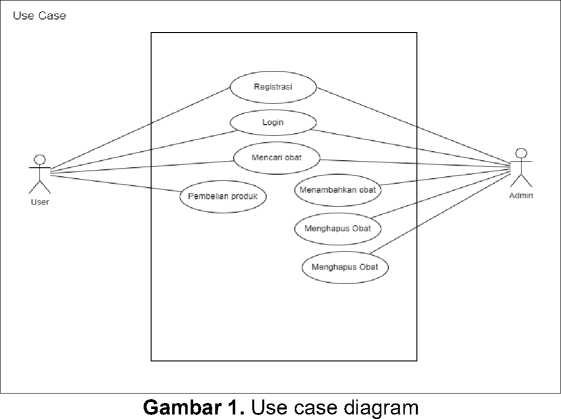 Use Case
Registrasi
Login
Mencari obat
Menambahkan obat
Pembelian produk
User
Admin
Menghapus Obat
Menghapus Obat
Gambar 1. Use case diagram